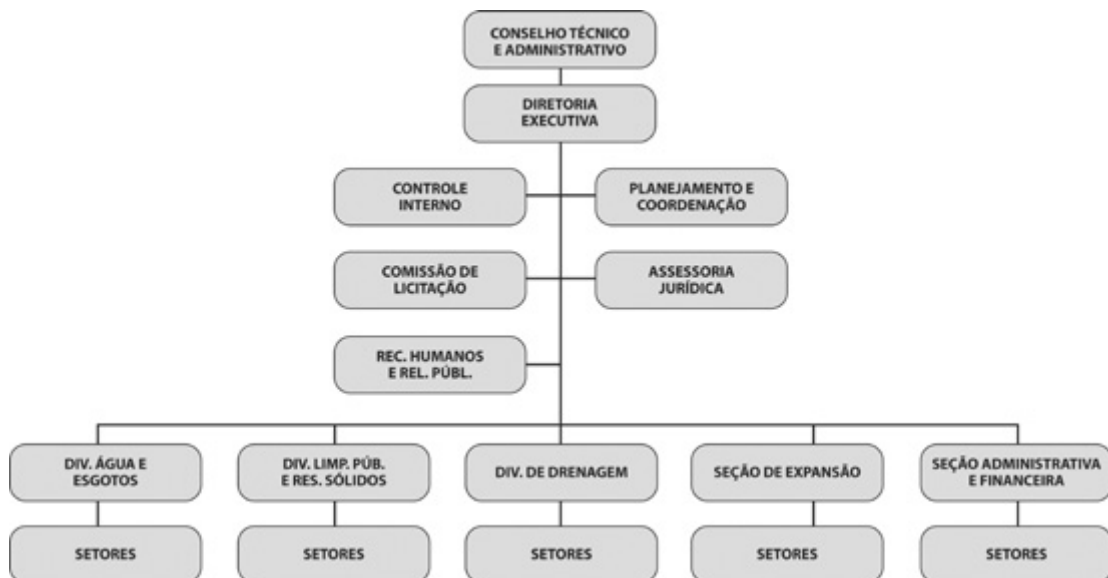 CONSELHO TÉCNICO
E ADMINISTRATIVO
DIRETORIA
EXECUTIVA
CONTROLE
INTERNO
PLANEJAMENTO E
COORDENAÇÃO
COMISSÃO DE
LICITAÇÃO
ASSESSORIA
JURÍDICA
REC. HUMANOS
E REL. PÚBL.
DIV. ÁGUA E
ESGOTOS
DIV. LIMP. PÚB.
E RES. SÓLIDOS
DIV. DE DRENAGEM
SEÇÃO DE EXPANSÃO
SEÇÃO ADMINISTRATIVA
E FINANCEIRA
SETORES
SETORES
SETORES
SETORES
SETORES